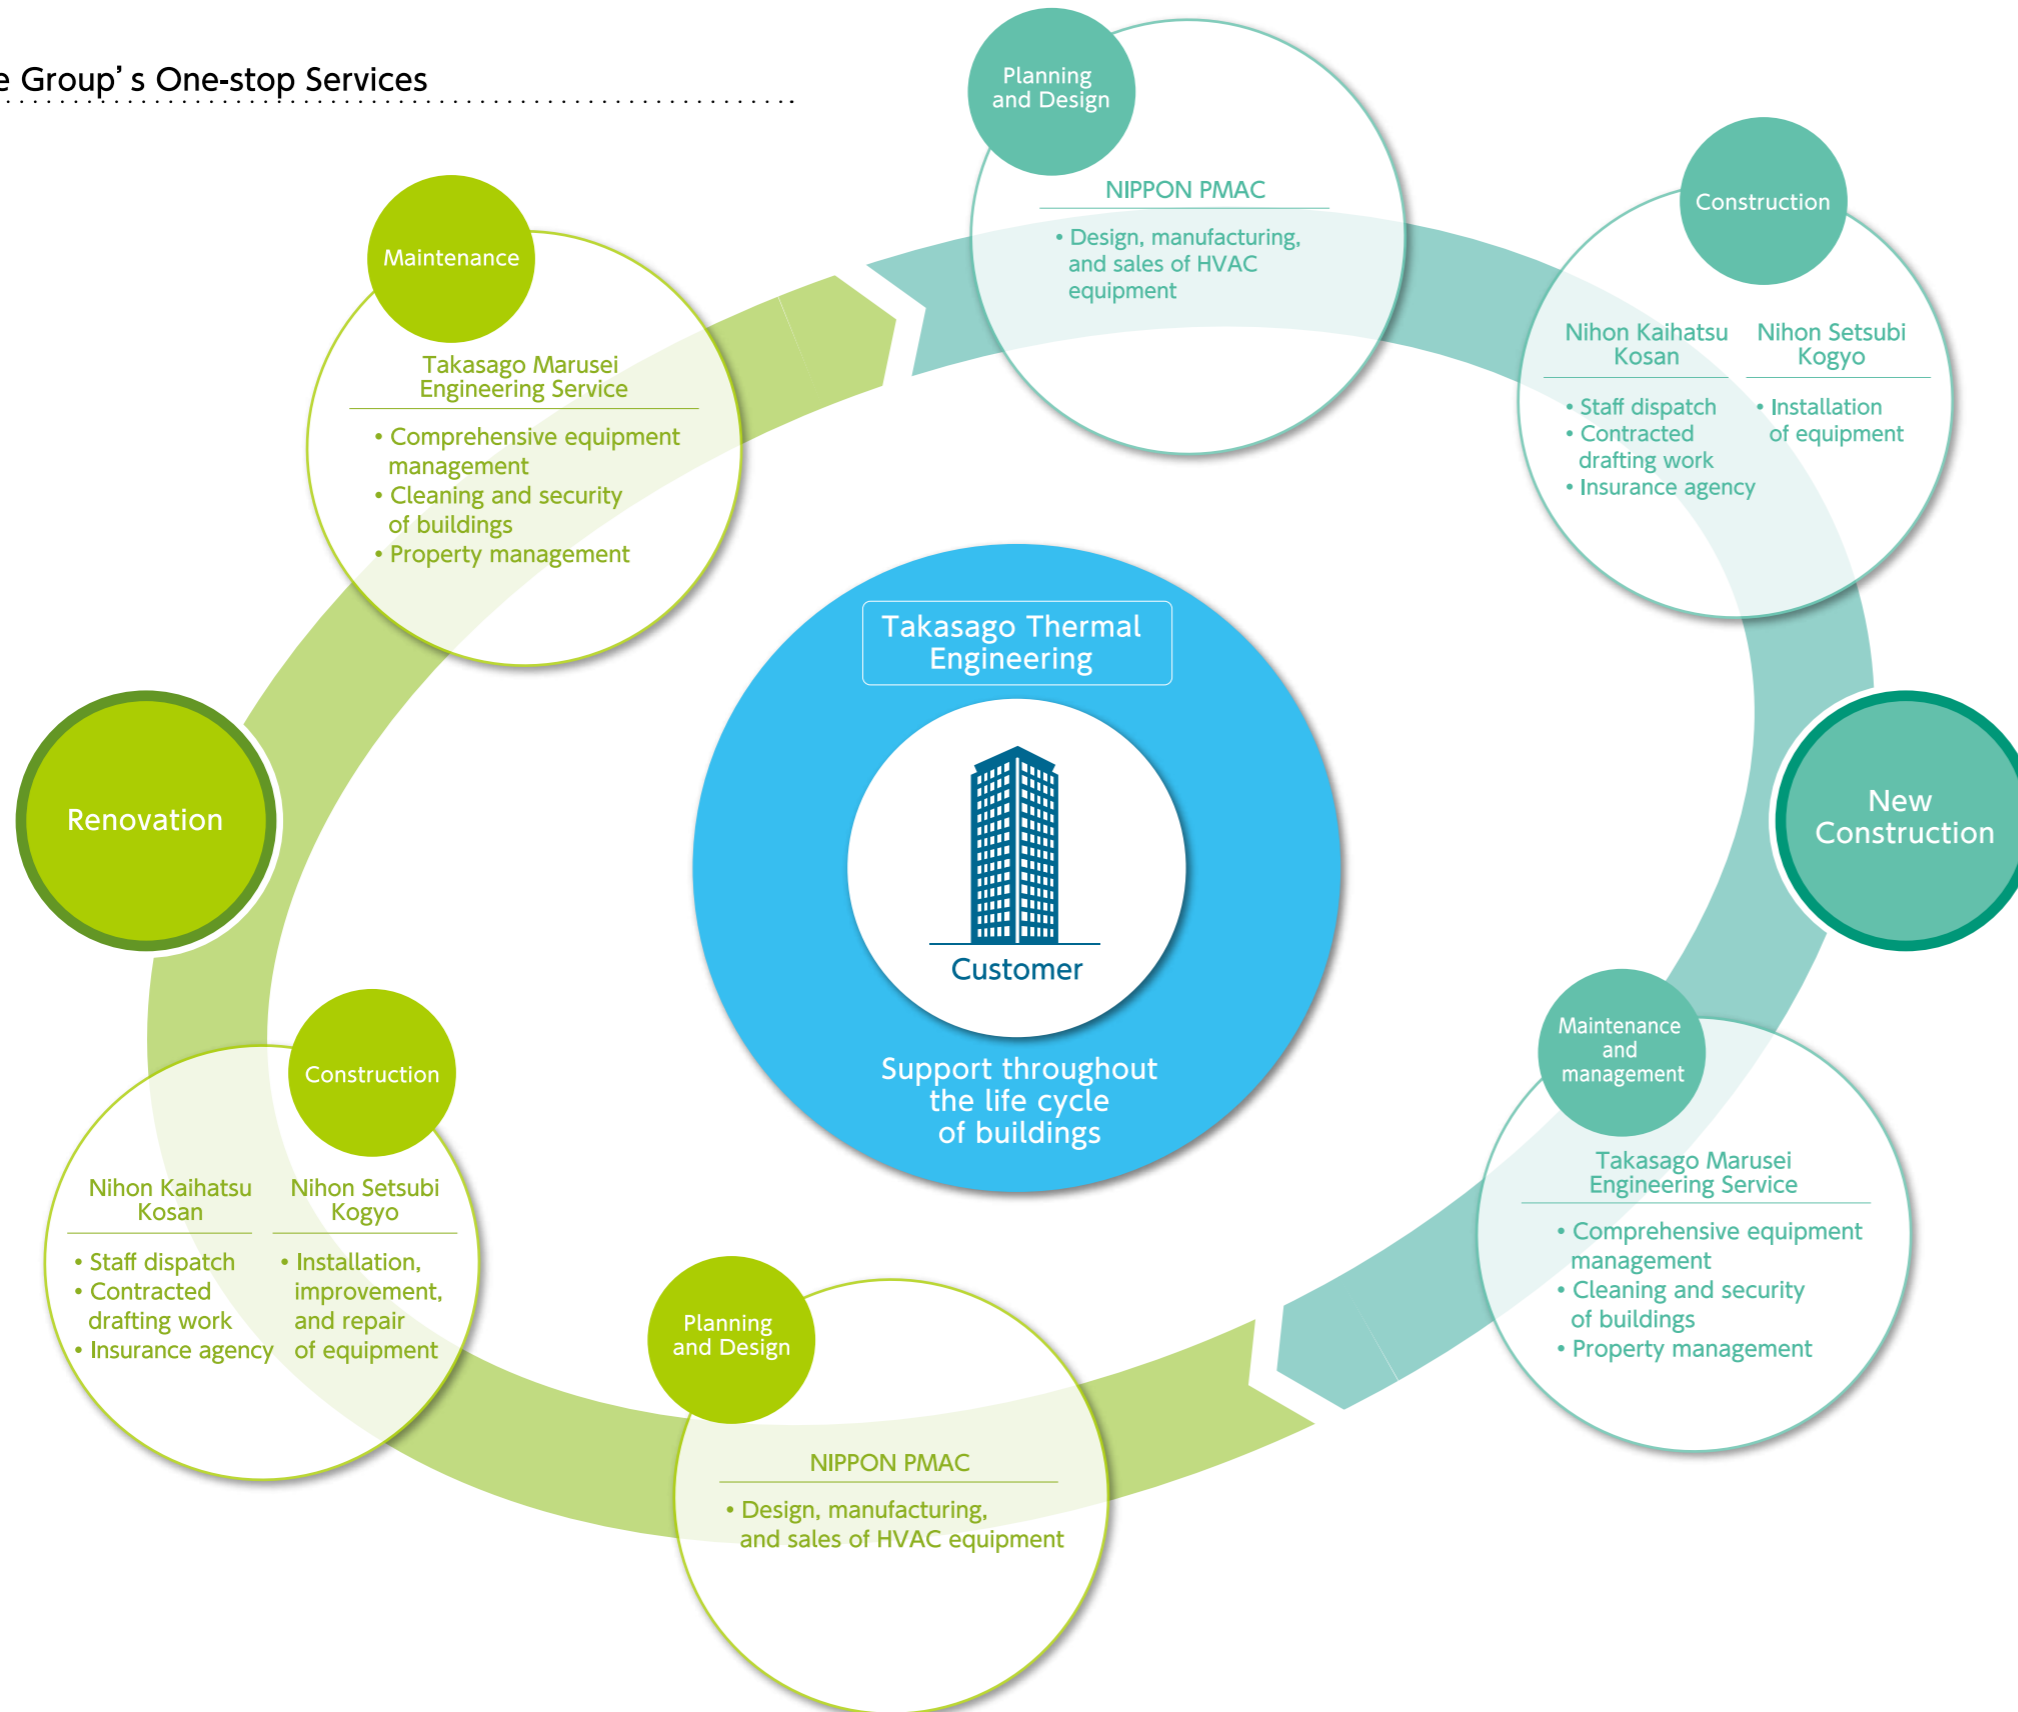 e Group’s One-stop Services
Planning
and Design
NIPPON PMAC
• Design, manufacturing,
and sales of HVAC
equipment
Construction
Nihon Kaihatsu
Kosan
• Staff dispatch
• Contracted
drafting work
• Insurance agency
Nihon Setsubi
Kogyo
• Installation
of equipment
Maintenance
Takasago Marusei
Engineering Service
• Comprehensive equipment
management
• Cleaning and security
of buildings
• Property management
Takasago Thermal
Engineering
Customer
Support throughout
the life cycle
of buildings
Renovation
New
Construction
Maintenance
and
management
Takasago Marusei
Engineering Service
• Comprehensive equipment
management
• Cleaning and security
of buildings
• Property management
Construction
Nihon Kaihatsu
Kosan
• Staff dispatch
• Contracted
drafting work
• Insurance agency
Nihon Setsubi
Kogyo
• Installation,
improvement,
and repair
of equipment
Planning
and Design
NIPPON PMAC
• Design, manufacturing,
and sales of HVAC equipment